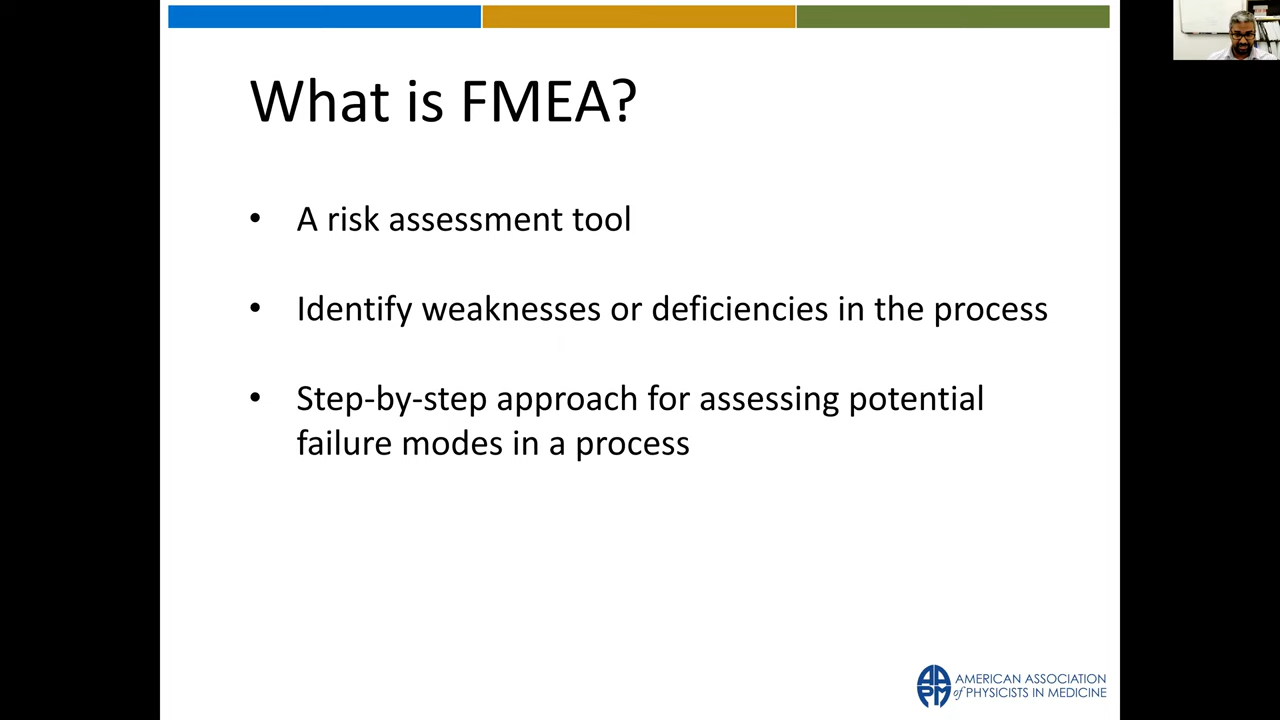 What is FMEA?
• A risk assessment tool
• Identify weaknesses or deficiencies in the process
• Step-by-step approach for assessing potential
failure modes in a process
AAPM
AMERICAN ASSOCIATION
of PHYSICISTS IN MEDICINE